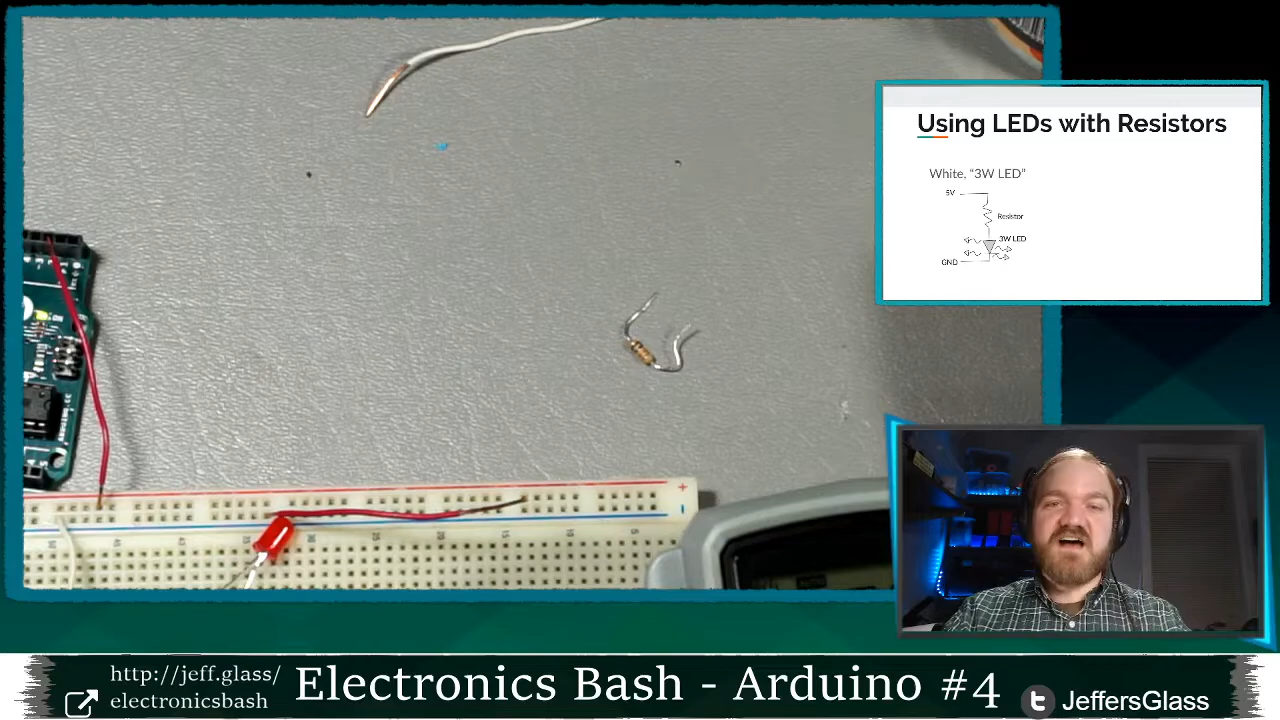 Using LEDs with Resistors
White, "3W LED"
5V
Resistor
3W LED
GND
+
-
http://jeff.glass/
electronicsbash
Electronics Bash - Arduino #4
JeffersGlass